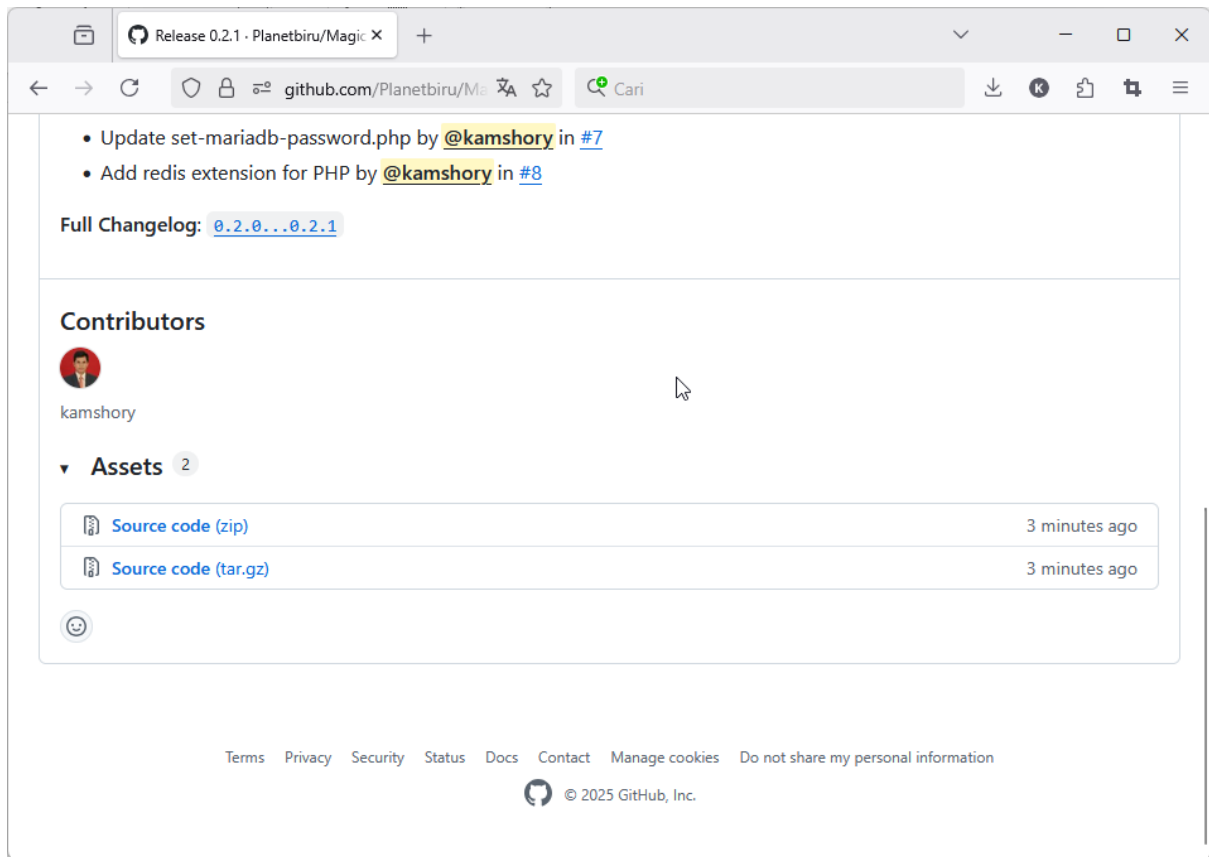 Release 0.2.1 · Planetbiru/Magic
github.com/Planetbiru/Ma
Cari
K
Update set-mariadb-password.php by @kamshory in #7
Add redis extension for PHP by @kamshory in #8
Full Changelog: 0.2.0...0.2.1
Contributors
kamshory
Assets 2
Source code (zip) 3 minutes ago
Source code (tar.gz) 3 minutes ago
Terms Privacy Security Status Docs Contact Manage cookies Do not share my personal information
© 2025 GitHub, Inc.